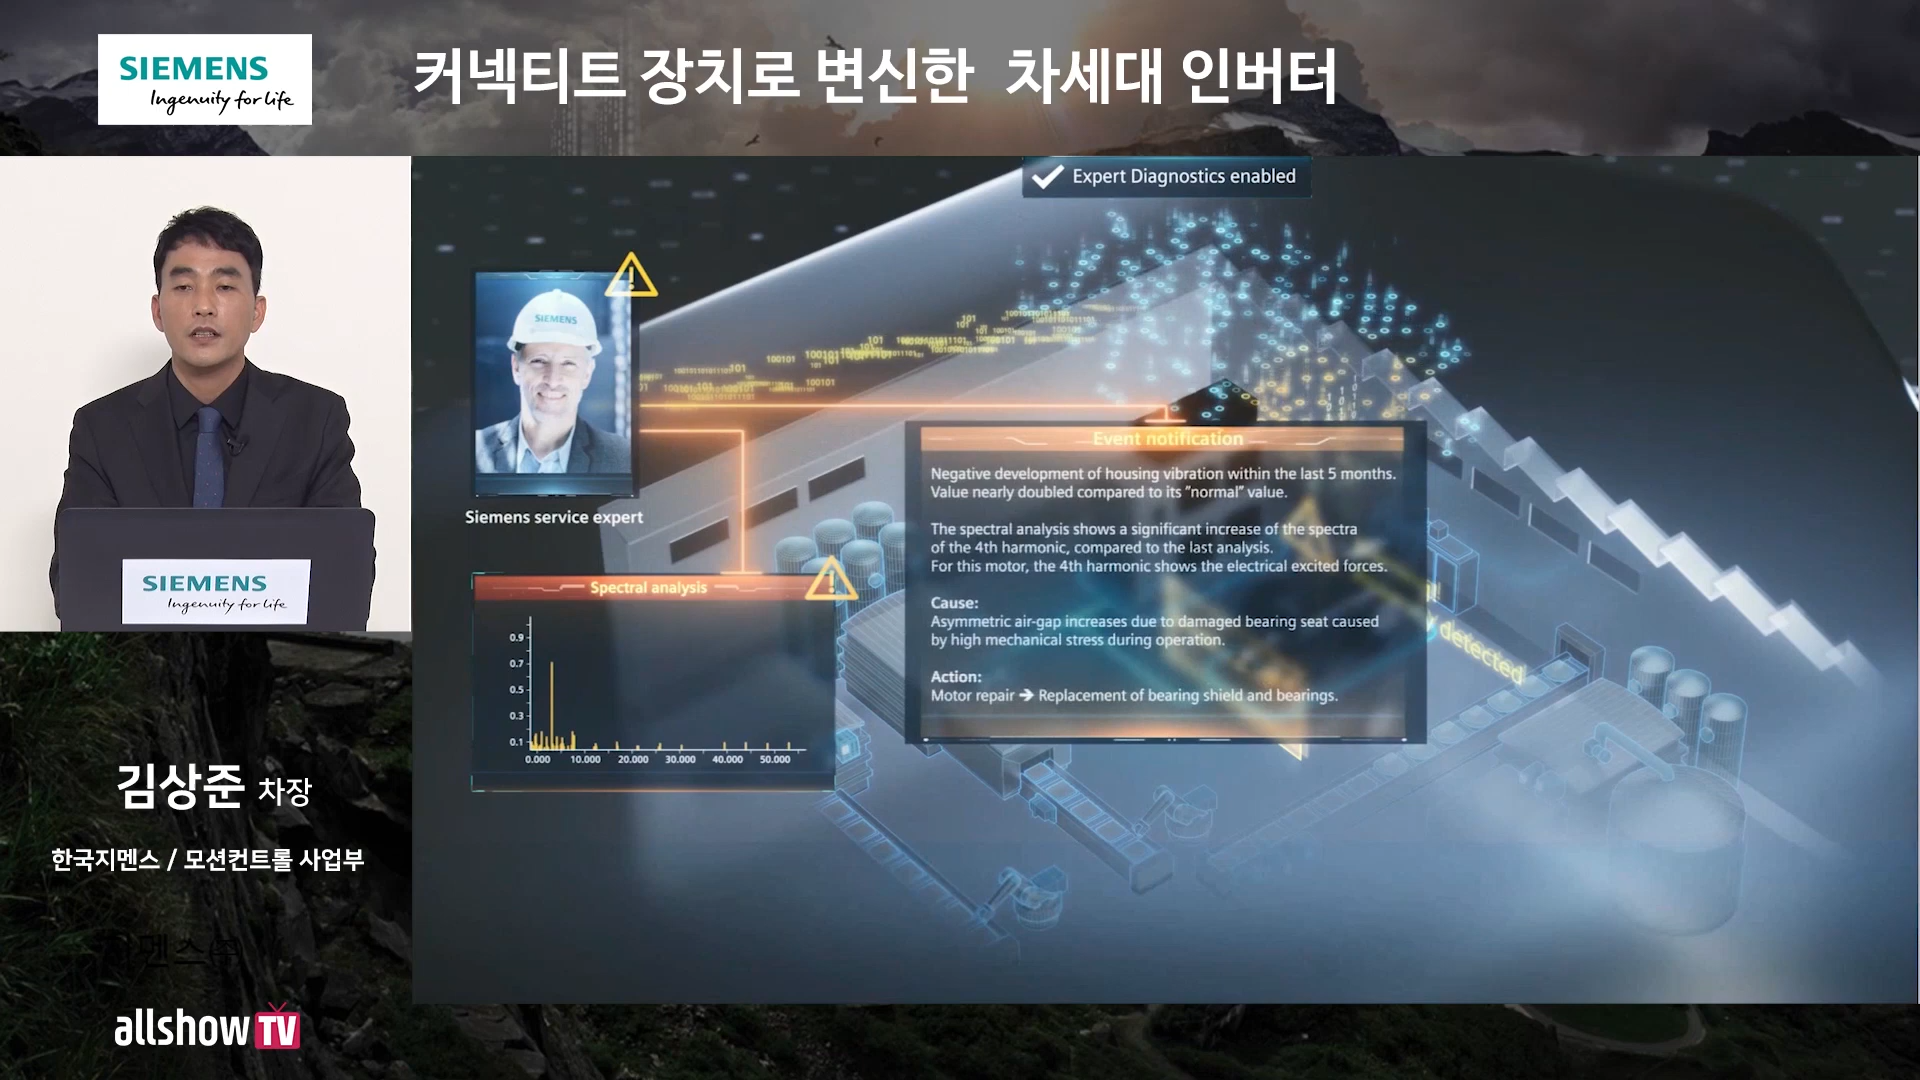 SIEMENS
Ingenuity for life
커넥티트 장치로 변신한 차세대 인버터
Expert Diagnostics enabled
SIEMENS
Siemens service expert
Event notification
Negative development of housing vibration within the last 5 months.
Value nearly doubled compared to its "normal" value.
The spectral analysis shows a significant increase of the spectra
of the 4th harmonic, compared to the last analysis.
For this motor, the 4th harmonic shows the electrical excited forces.
Cause:
Asymmetric air-gap increases due to damaged bearing seat caused
by high mechanical stress during operation.
Action:
Motor repair → Replacement of bearing shield and bearings.
detected
Spectral analysis
0.9
0.7
0.5
0.3
0.1
0.000 10.000 20.000 30.000 40.000 50.000
SIEMENS
Ingenuity for life
김상준 차장
한국지멘스 / 모션컨트롤 사업부
멘스㈜
allshow TV